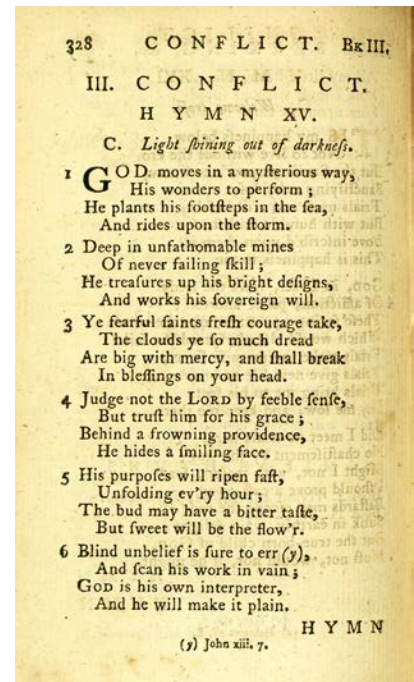 328 CONFLICT. Bk III.
III. CONFLICT.
HYMN XV.
C. Light ſhining out of darkneſs.
1 GOD moves in a myſterious way,
His wonders to perform ;
He plants his footſteps in the ſea,
And rides upon the ſtorm.
2 Deep in unfathomable mines
Of never failing ſkill ;
He treaſures up his bright deſigns,
And works his ſovereign will.
3 Ye fearful ſaints freſh courage take,
The clouds ye ſo much dread
Are big with mercy, and ſhall break
In bleſſings on your head.
4 Judge not the LORD by feeble ſenſe,
But truſt him for his grace ;
Behind a frowning providence,
He hides a ſmiling face.
5 His purpoſes will ripen faſt,
Unfolding ev'ry hour ;
The bud may have a bitter taſte,
But ſweet will be the flow'r.
6 Blind unbelief is ſure to err (y),
And ſcan his work in vain ;
GOD is his own interpreter,
And he will make it plain.
HYMN
(y) John xiii. 7.